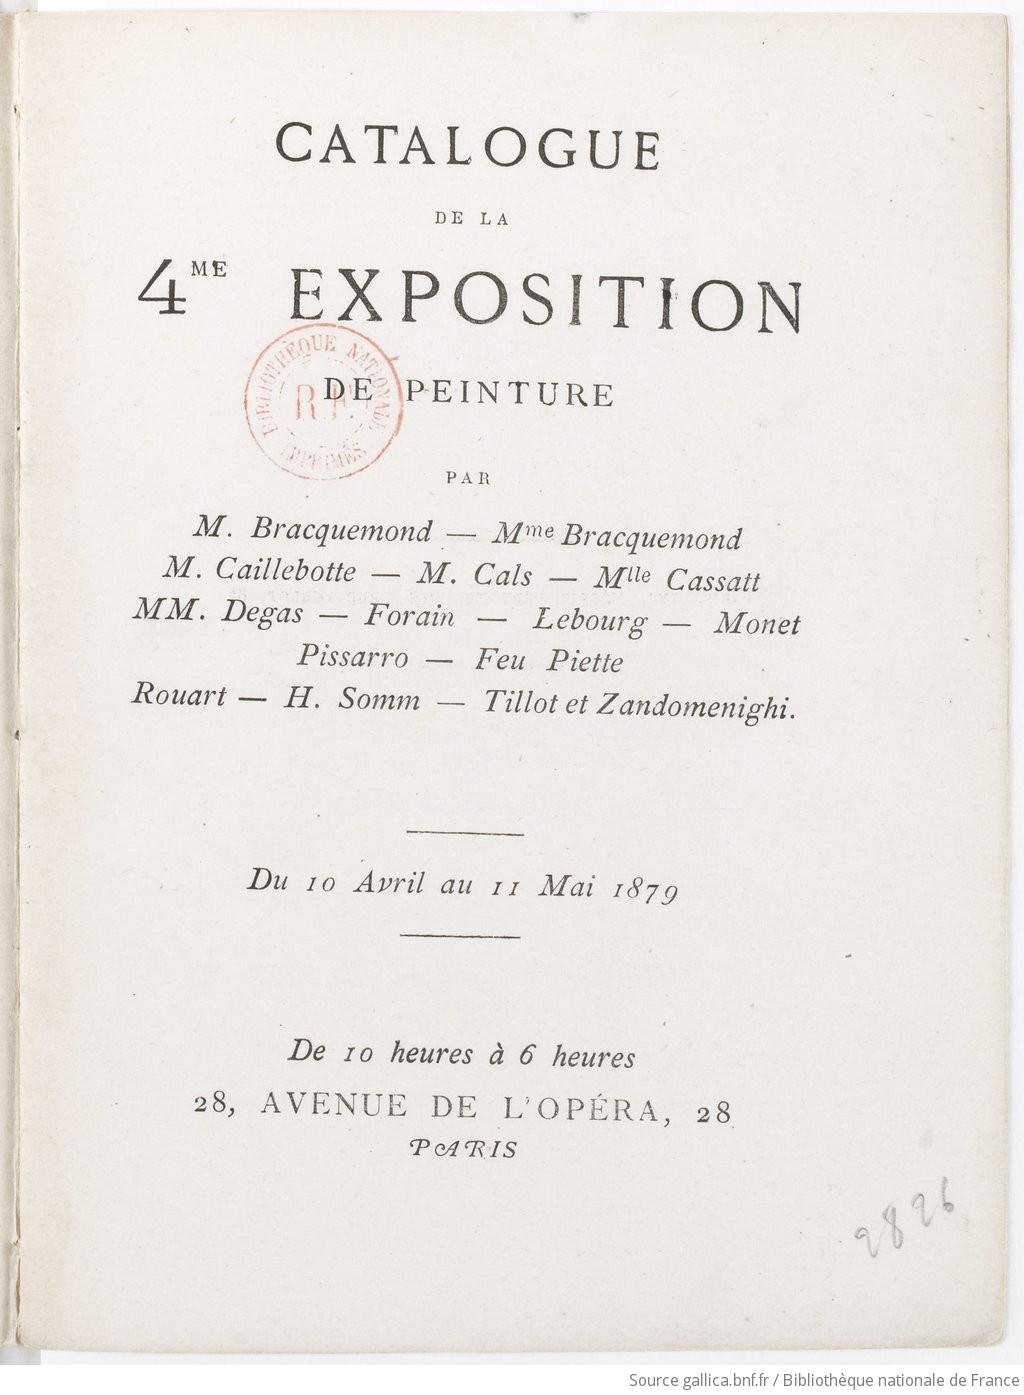 CATALOGUE
DE LA
4ME EXPOSITION
DE PEINTURE
BIBLIOTHÈQUE NATIONALE
R.F.
IMPRIMÉS
PAR
M. Bracquemond — Mme Bracquemond
M. Caillebotte — M. Cals — Mlle Cassatt
MM. Degas — Forain — Lebourg — Monet
Pissarro — Feu Piette
Rouart — H. Somm — Tillot et Zandomenighi.
Du 10 Avril au 11 Mai 1879
De 10 heures à 6 heures
28, AVENUE DE L'OPÉRA, 28
PARIS
2826
Source gallica.bnf.fr / Bibliothèque nationale de France